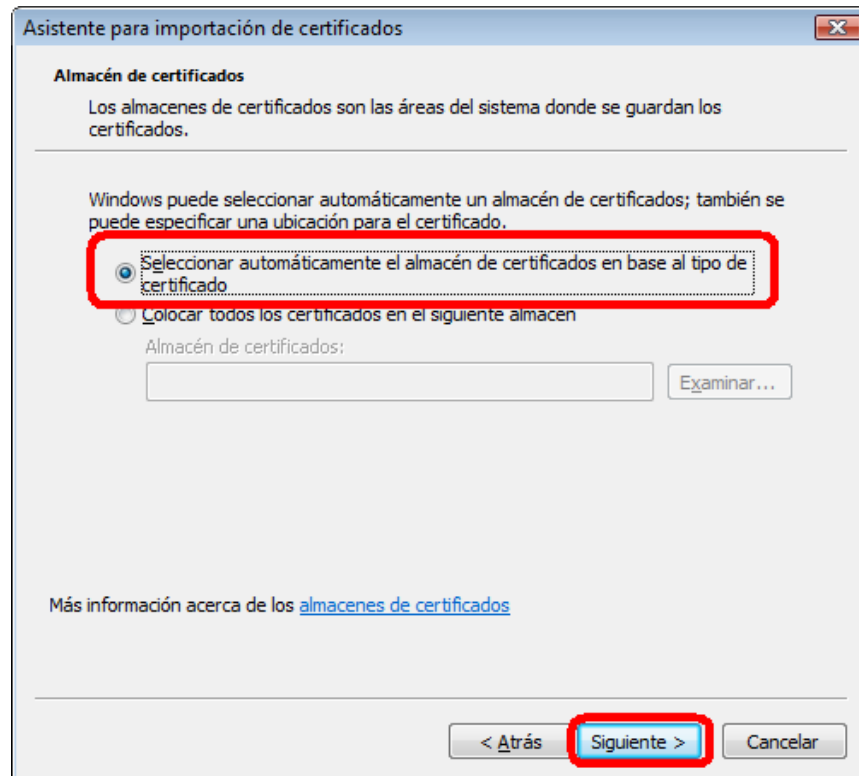 Asistente para importación de certificados
Almacén de certificados
Los almacenes de certificados son las áreas del sistema donde se guardan los
certificados.
Windows puede seleccionar automáticamente un almacén de certificados; también se
puede especificar una ubicación para el certificado.
Seleccionar automáticamente el almacén de certificados en base al tipo de
certificado
Colocar todos los certificados en el siguiente almacén
Almacén de certificados:
Examinar...
Más información acerca de los almacenes de certificados
< Atrás
Siguiente >
Cancelar